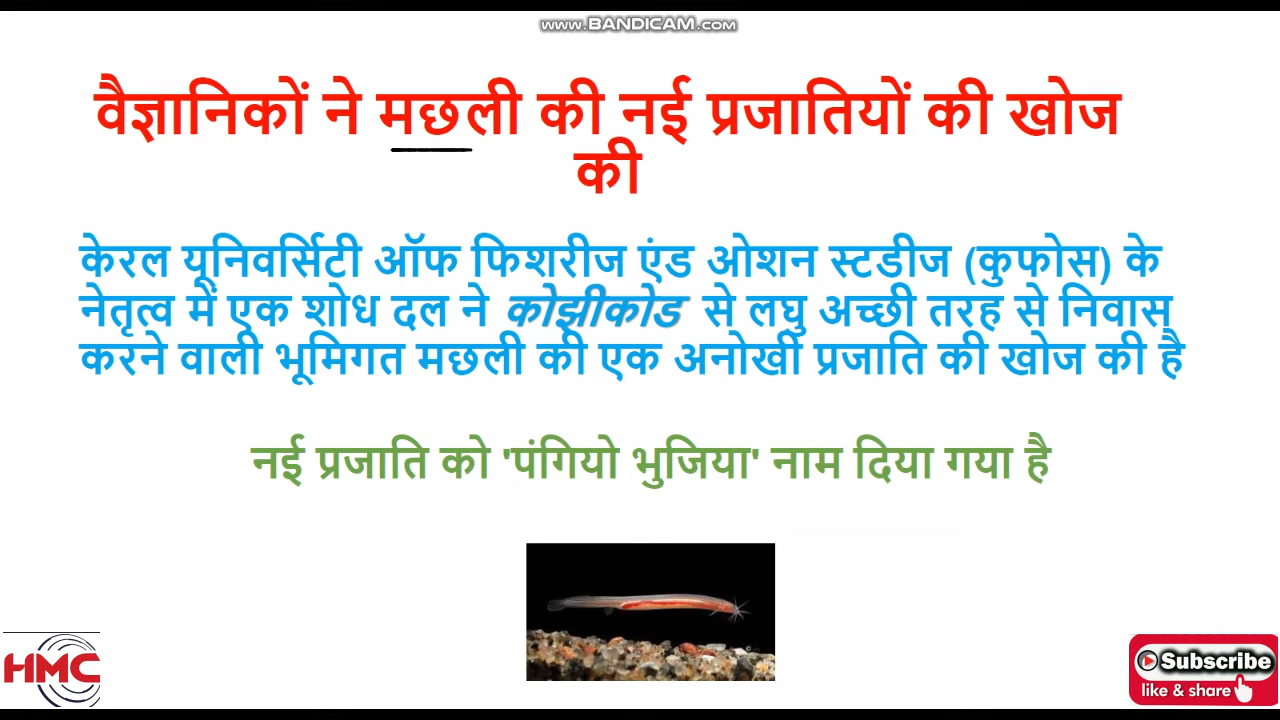 www.BANDICAM.com
वैज्ञानिकों ने मछली की नई प्रजातियों की खोज
की
केरल यूनिवर्सिटी ऑफ फिशरीज एंड ओशन स्टडीज (कुफोस) के
नेतृत्व में एक शोध दल ने कोझीकोड से लघु अच्छी तरह से निवास
करने वाली भूमिगत मछली की एक अनोखी प्रजाति की खोज की है
नई प्रजाति को 'पंगियो भुजिया' नाम दिया गया है
HMC
Subscribe
like & share